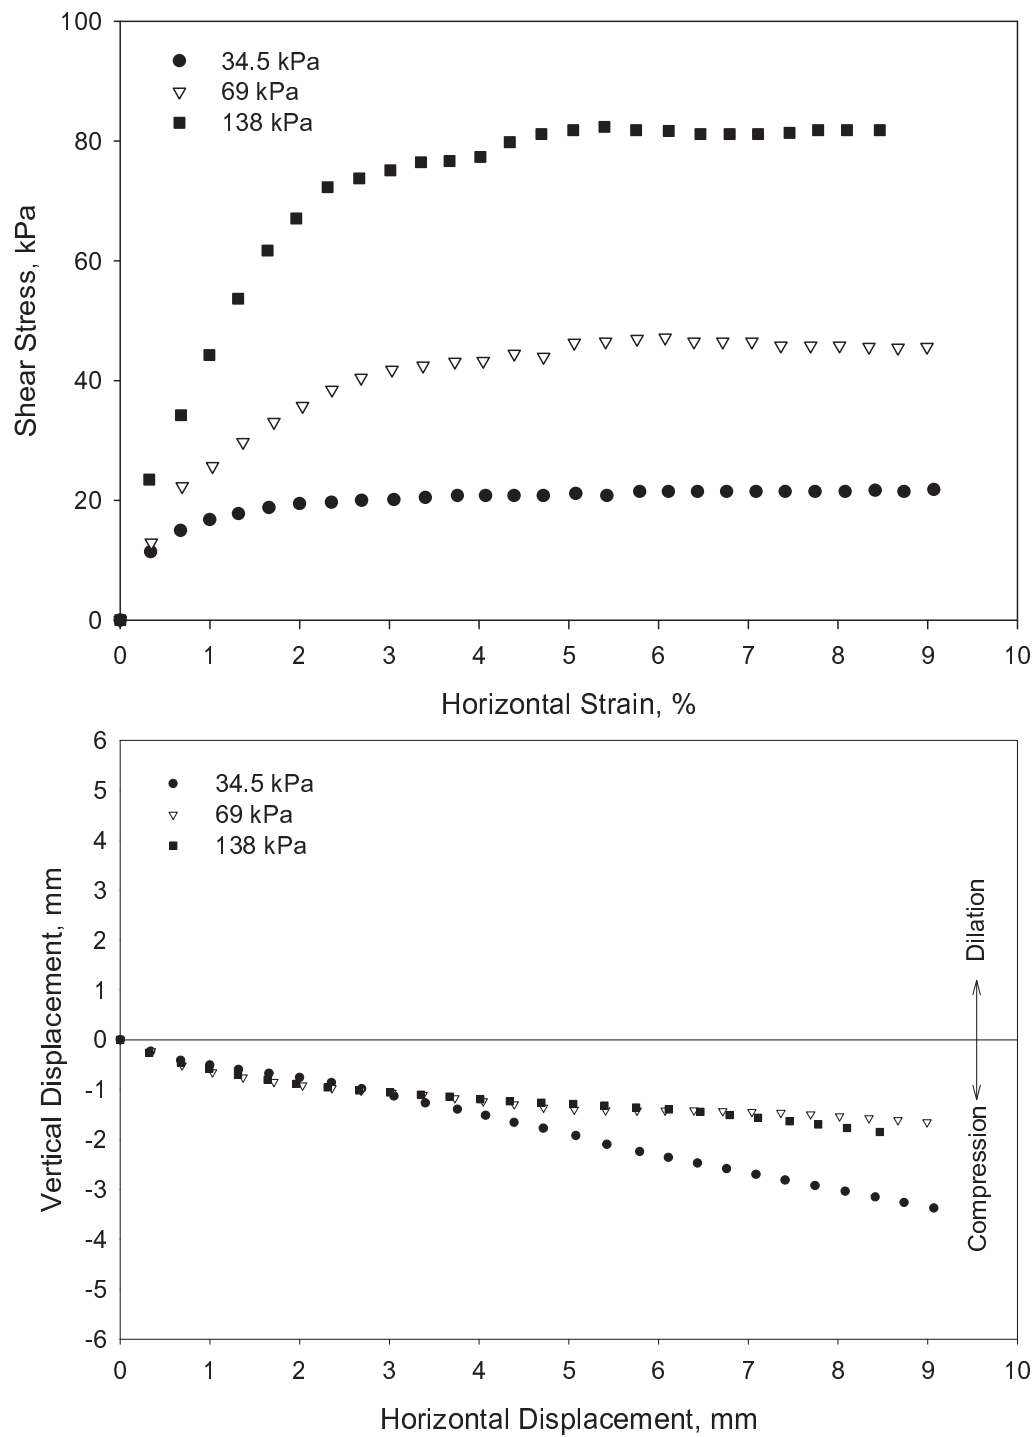 100
80
60
40
20
0
Shear Stress, kPa
34.5 kPa
69 kPa
138 kPa
0 1 2 3 4 5 6 7 8 9 10
Horizontal Strain, %
6
5
4
3
2
1
0
-1
-2
-3
-4
-5
-6
Vertical Displacement, mm
34.5 kPa
69 kPa
138 kPa
Dilation
Compression
0 1 2 3 4 5 6 7 8 9 10
Horizontal Displacement, mm